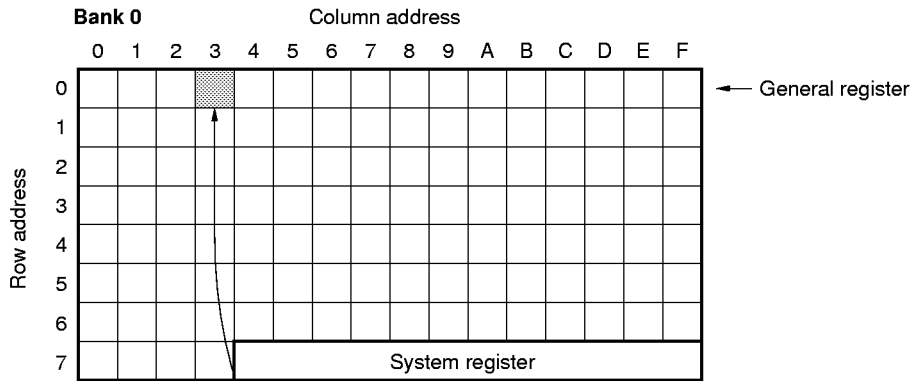 Bank 0 Column address
0 1 2 3 4 5 6 7 8 9 A B C D E F
0 General register
1
2
3
Row address
4
5
6
7 System register